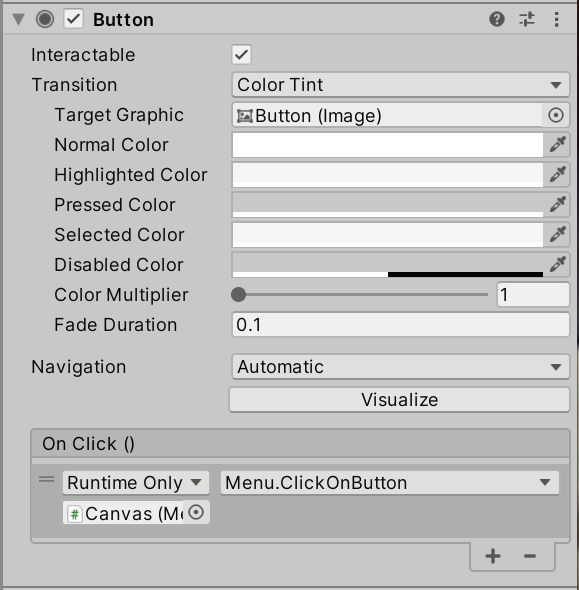 Button
Interactable
Transition Color Tint
Target Graphic Button (Image)
Normal Color
Highlighted Color
Pressed Color
Selected Color
Disabled Color
Color Multiplier 1
Fade Duration 0.1
Navigation Automatic
Visualize
On Click ()
Runtime Only Menu.ClickOnButton
# Canvas (Me